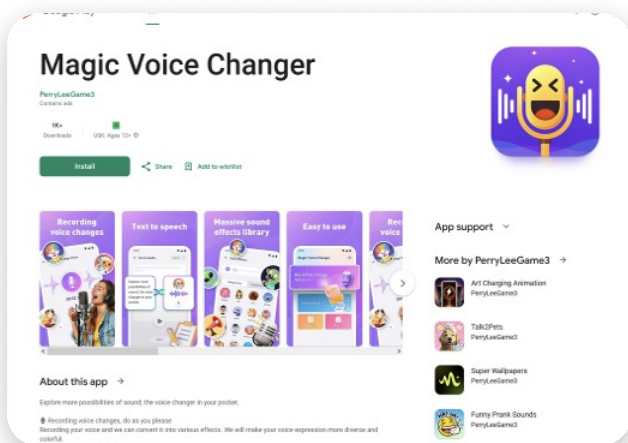 Magic Voice Changer
PerryLeeGame3
Contains ads
1K+
Downloads
USK: Ages 12+
Install
Share
Add to wishlist
Recording
voice changes
Text to speech
Massive sound
effects library
Easy to use
App support
More by PerryLeeGame3
Art Charging Animation
PerryLeeGame3
Talk2Pets
PerryLeeGame3
Super Wallpapers
PerryLeeGame3
Funny Prank Sounds
PerryLeeGame3
About this app
Explore more possibilities of sound, the voice changer in your pocket.
Recording voice changes, do as you please
Recording your voice and we can convert it into various effects. We will make your voice expression more diverse and
colorful.